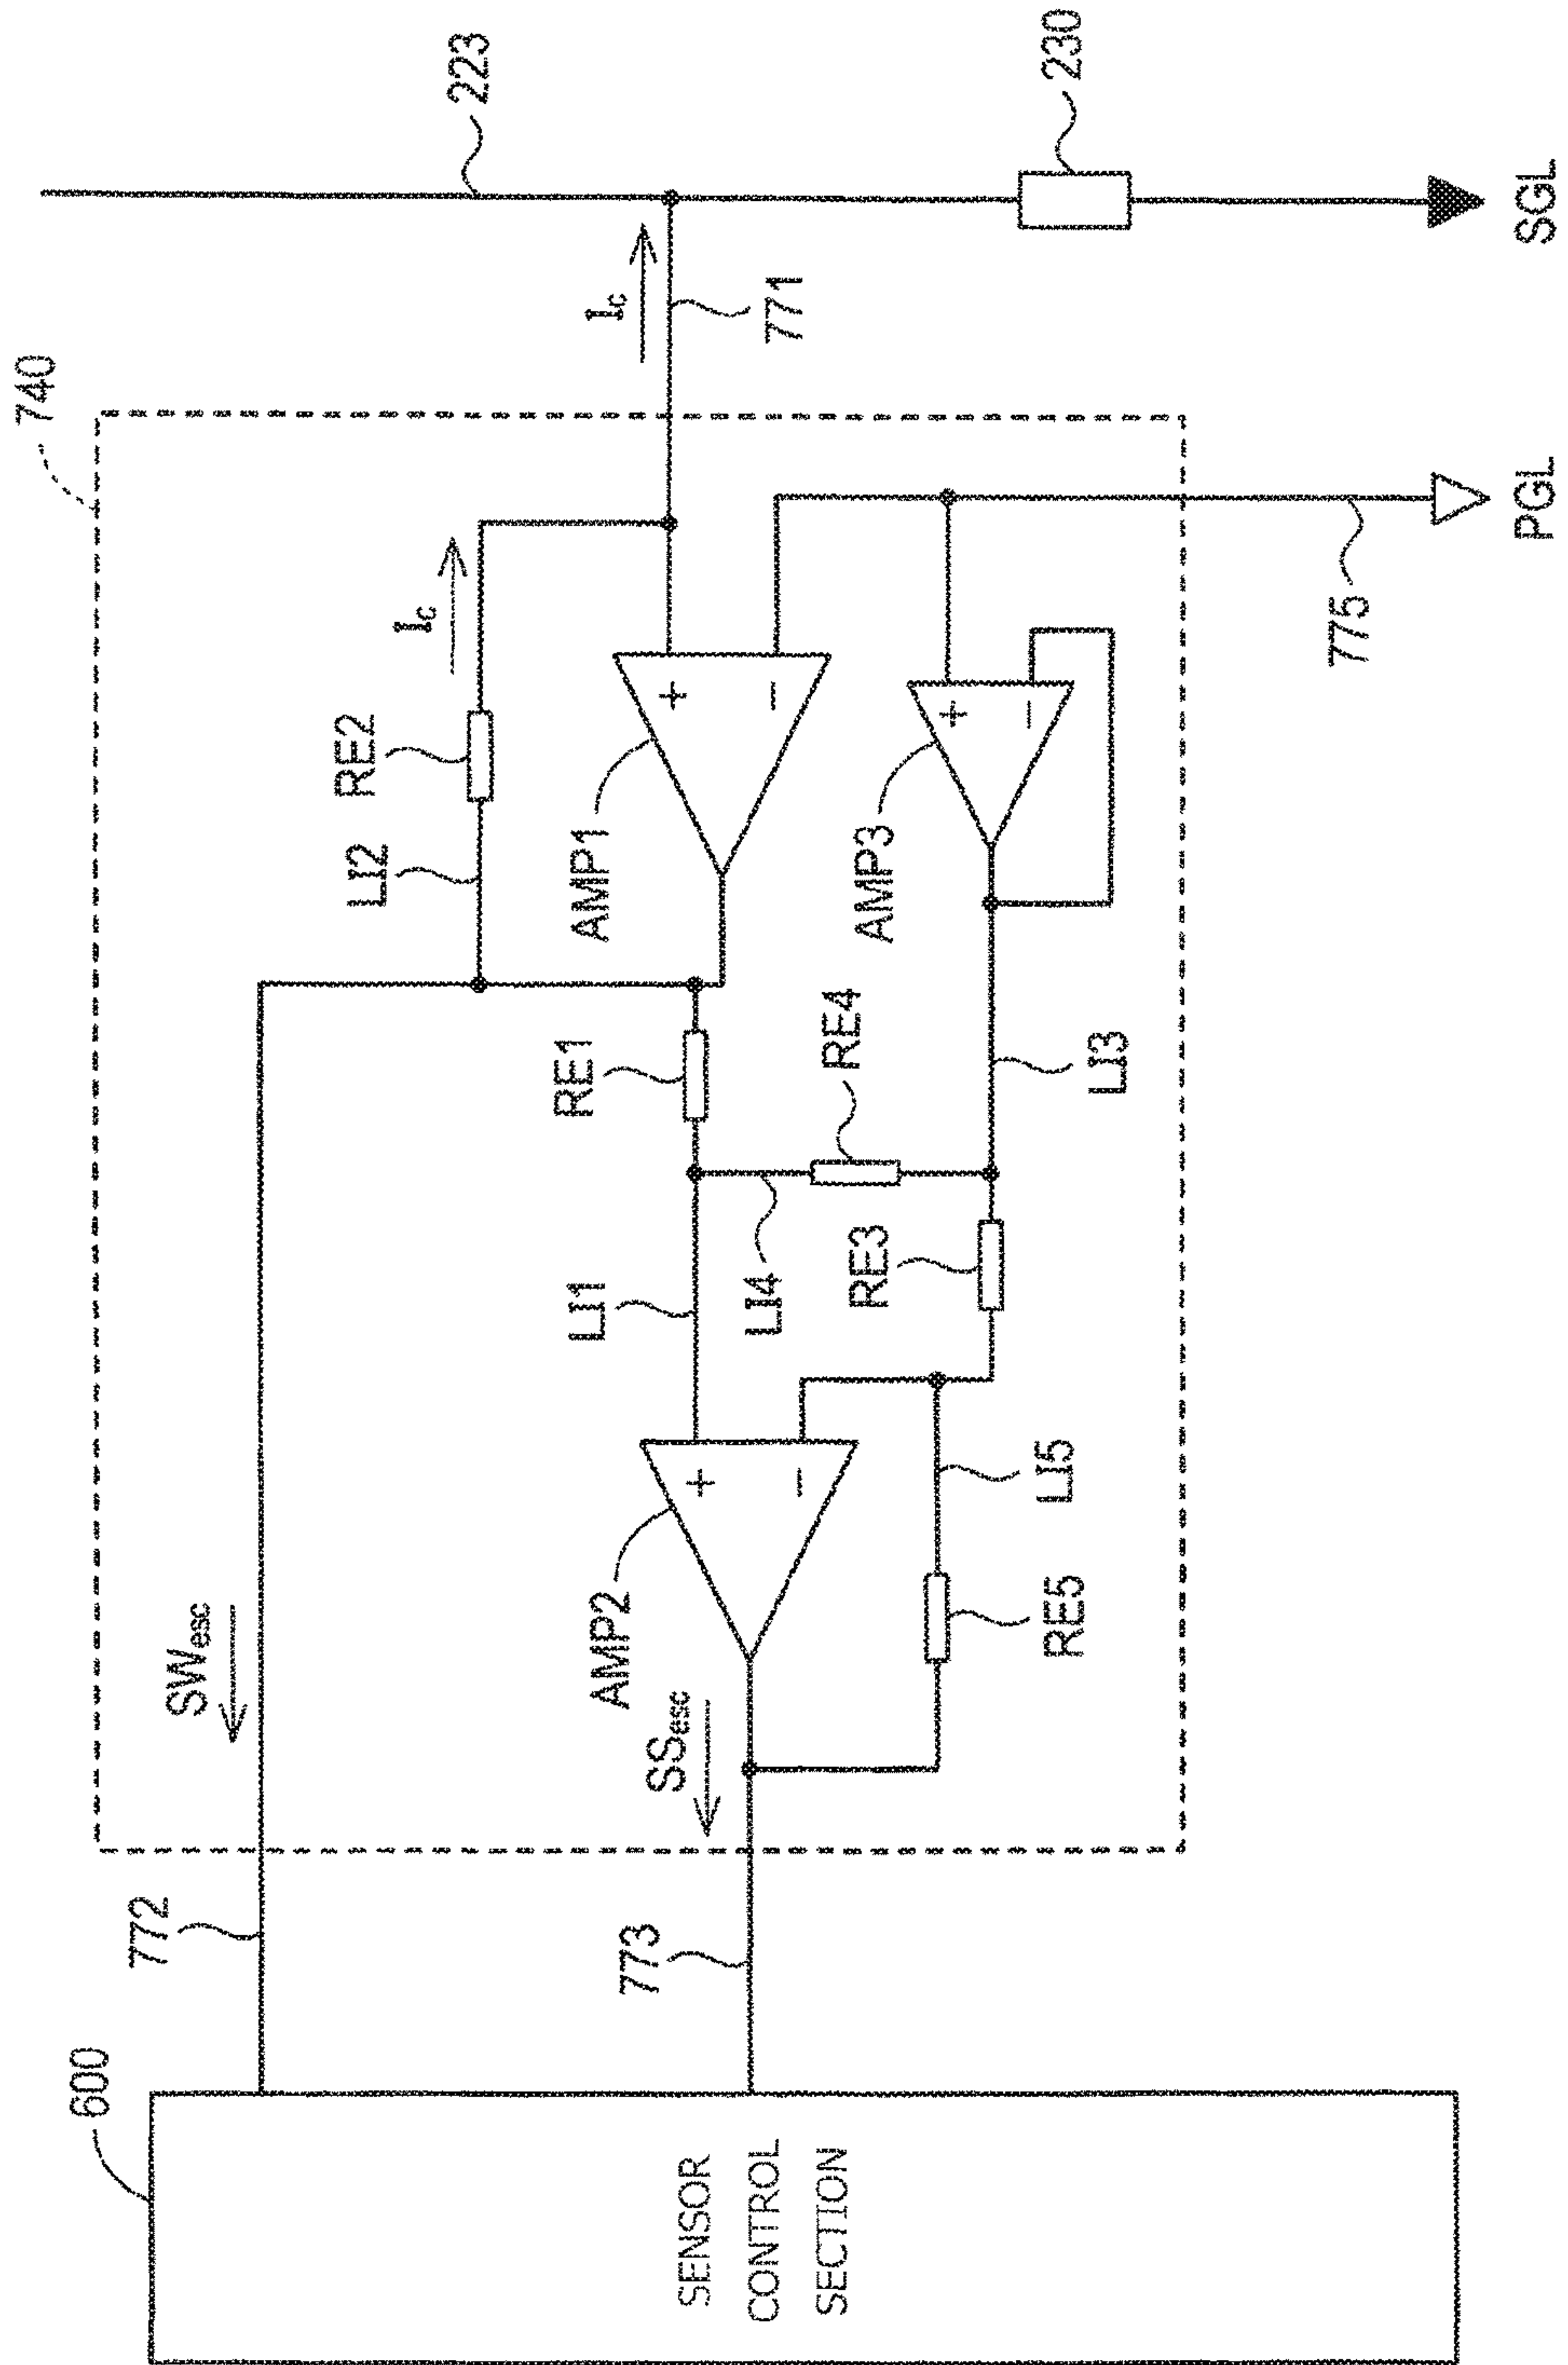 740
600
772
SWesc
RE2
LI2
Ic
223
RE1
LI1
AMP1
Ic
AMP2
773
SSesc
+
+
SENSOR
CONTROL
SECTION
LI4
771
−
−
RE4
RE3
AMP3
+
−
LI5
230
RE5
LI3
775
PGL
SGL